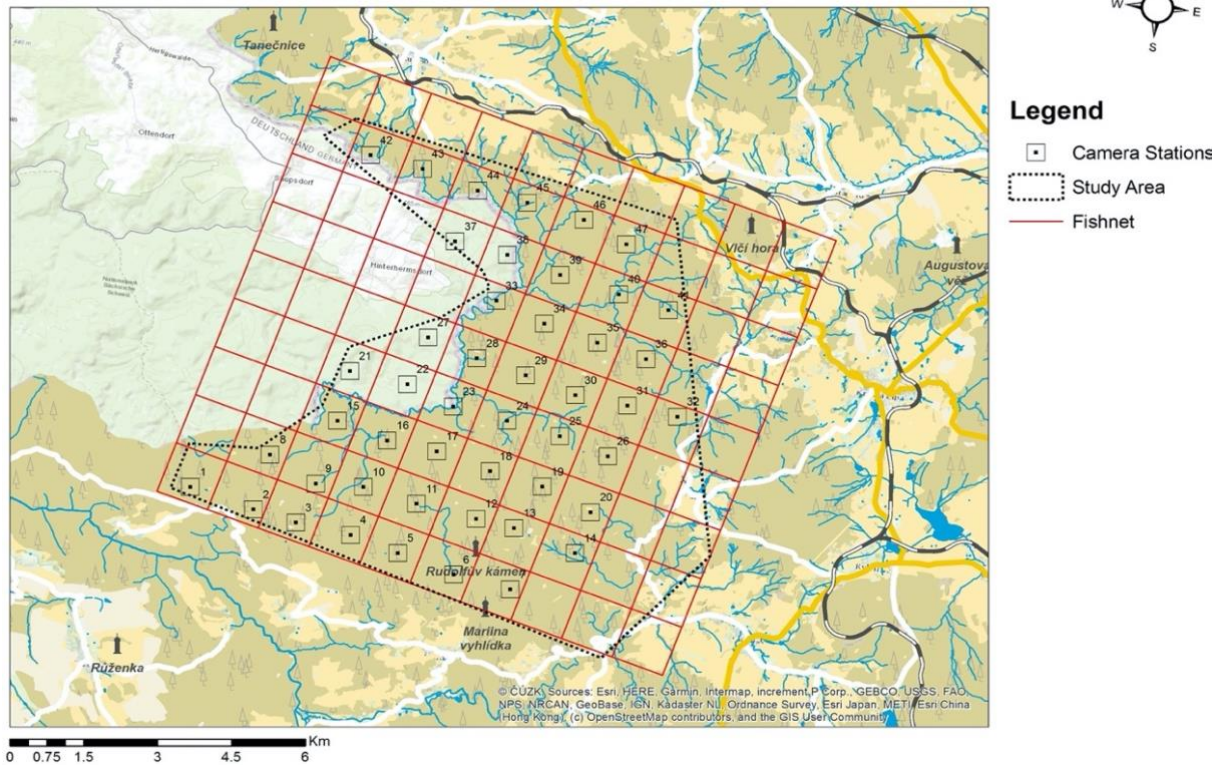 W
E
S
Tanečnice
Ottendorf
DEUTSCHLAND
Hinterhermsdorf
Vlčí hora
Augustova
věž
Rudolfův kámen
Mariina
vyhlídka
Růženka
42
43
44
45
46
47
37
38
39
40
41
33
34
35
36
27
28
29
30
31
32
21
22
23
24
25
26
15
16
17
18
19
20
8
9
10
11
12
13
14
1
2
3
4
5
6
© ČÚZK, Sources: Esri, HERE, Garmin, Intermap, increment P Corp., GEBCO, USGS, FAO,
NPS, NRCAN, GeoBase, IGN, Kadaster NL, Ordnance Survey, Esri Japan, METI, Esri China
(Hong Kong), (c) OpenStreetMap contributors, and the GIS User Community
Km
0 0.75 1.5 3 4.5 6
Legend
Camera Stations
Study Area
Fishnet